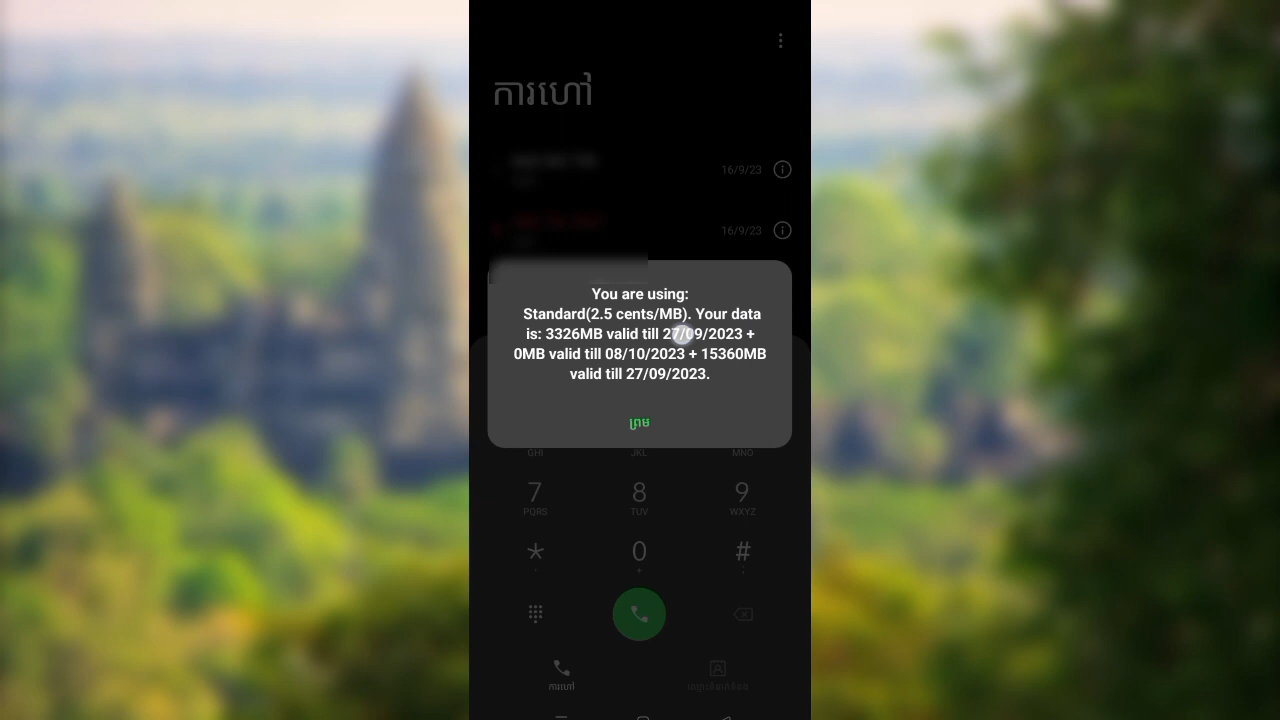 ការហៅ
16/9/23
16/9/23
You are using:
Standard(2.5 cents/MB). Your data
is: 3326MB valid till 27/09/2023 +
0MB valid till 08/10/2023 + 15360MB
valid till 27/09/2023.
ព្រម
GHI JKL MNO
7 8 9
PQRS TUV WXYZ
* 0 #
+
ការហៅ